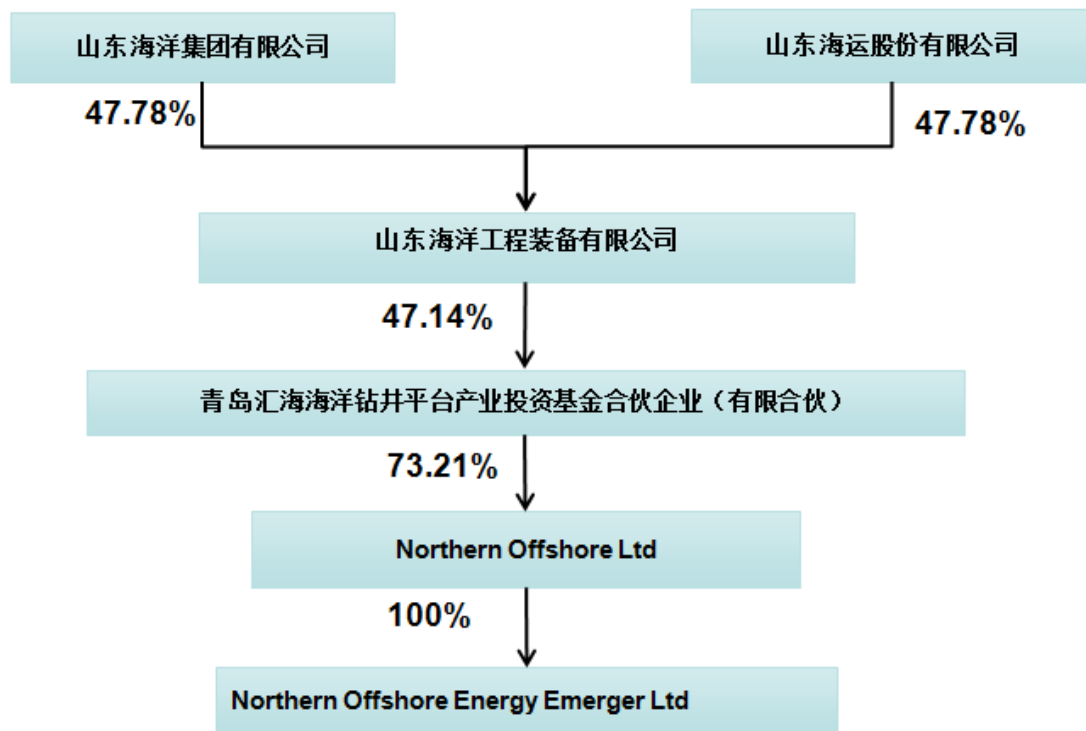 山东海洋集团有限公司
山东海运股份有限公司
47.78%
47.78%
山东海洋工程装备有限公司
47.14%
青岛汇海海洋钻井平台产业投资基金合伙企业（有限合伙）
73.21%
Northern Offshore Ltd
100%
Northern Offshore Energy Emerger Ltd